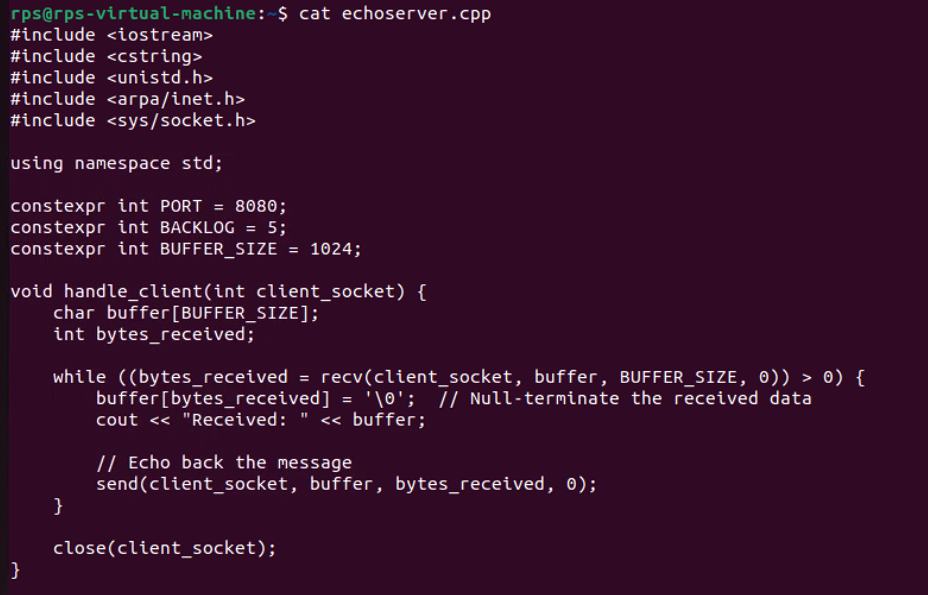 rps@rps-virtual-machine:~$ cat echoserver.cpp
#include <iostream>
#include <cstring>
#include <unistd.h>
#include <arpa/inet.h>
#include <sys/socket.h>

using namespace std;

constexpr int PORT = 8080;
constexpr int BACKLOG = 5;
constexpr int BUFFER_SIZE = 1024;

void handle_client(int client_socket) {
    char buffer[BUFFER_SIZE];
    int bytes_received;

    while ((bytes_received = recv(client_socket, buffer, BUFFER_SIZE, 0)) > 0) {
        buffer[bytes_received] = '\0';  // Null-terminate the received data
        cout << "Received: " << buffer;

        // Echo back the message
        send(client_socket, buffer, bytes_received, 0);
    }

    close(client_socket);
}